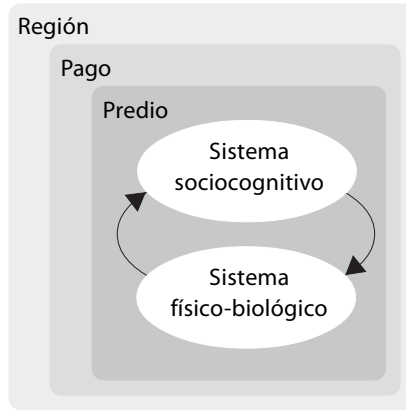 Región
Pago
Predio
Sistema
sociocognitivo
Sistema
físico-biológico